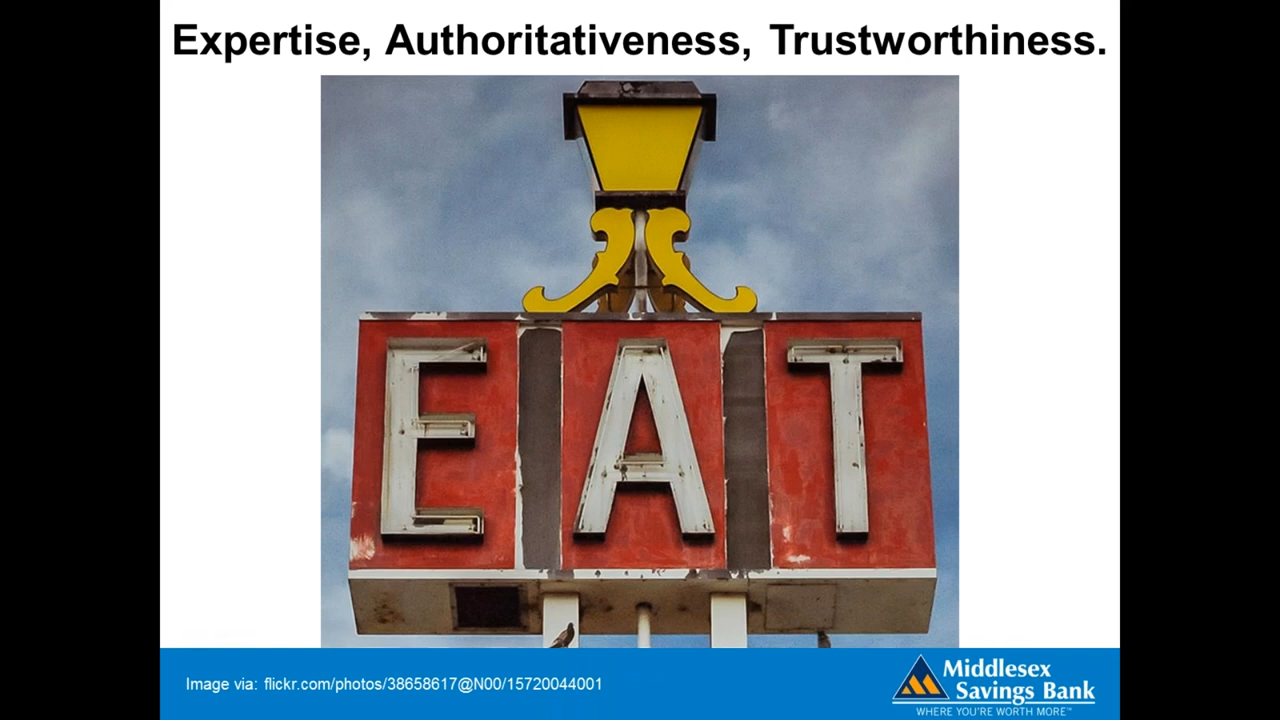 Expertise, Authoritativeness, Trustworthiness.
EAT
Image via: flickr.com/photos/38658617@N00/15720044001
Middlesex
Savings Bank
WHERE YOU'RE WORTH MORE™